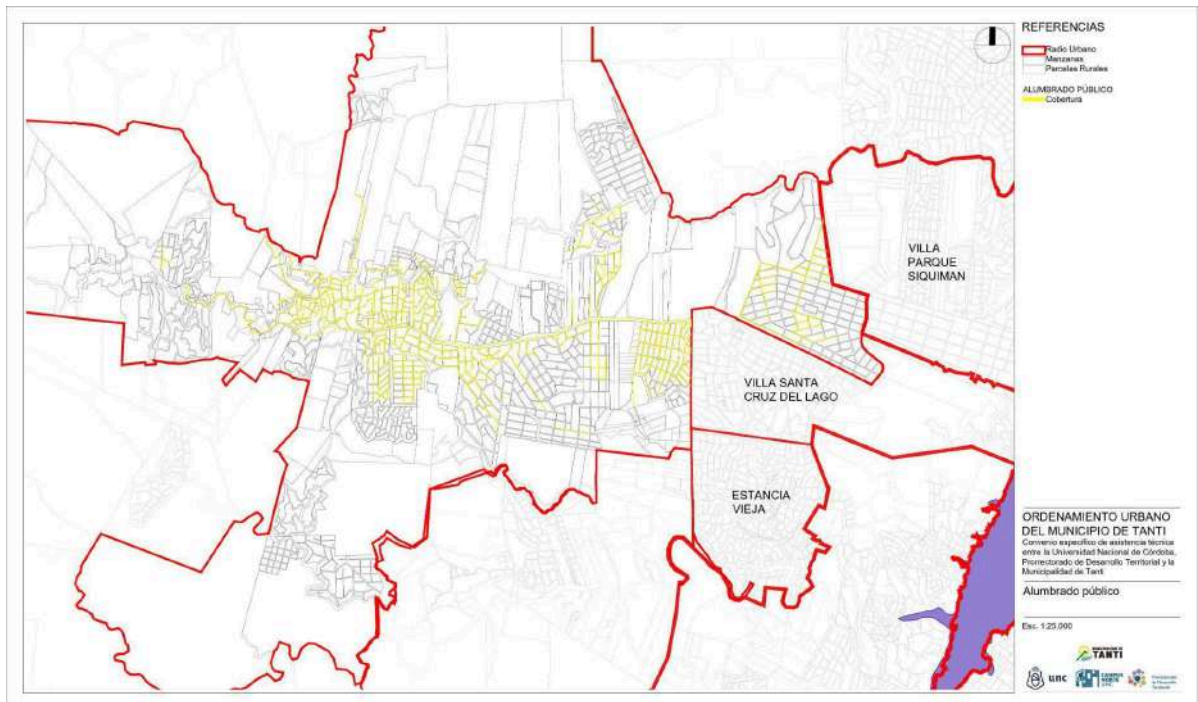 REFERENCIAS
Radio Urbano
Manzanas
Parcelas Rurales
ALUMBRADO PÚBLICO
Cobertura
VILLA
PARQUE
SIQUIMAN
VILLA SANTA
CRUZ DEL LAGO
ESTANCIA
VIEJA
ORDENAMIENTO URBANO
DEL MUNICIPIO DE TANTI
Convenio específico de asistencia técnica
entre la Universidad Nacional de Córdoba,
Prorrectorado de Desarrollo Territorial y la
Municipalidad de Tanti
Alumbrado público
Esc. 1:25.000
TANTI
unc
CAMPUS
NORTE